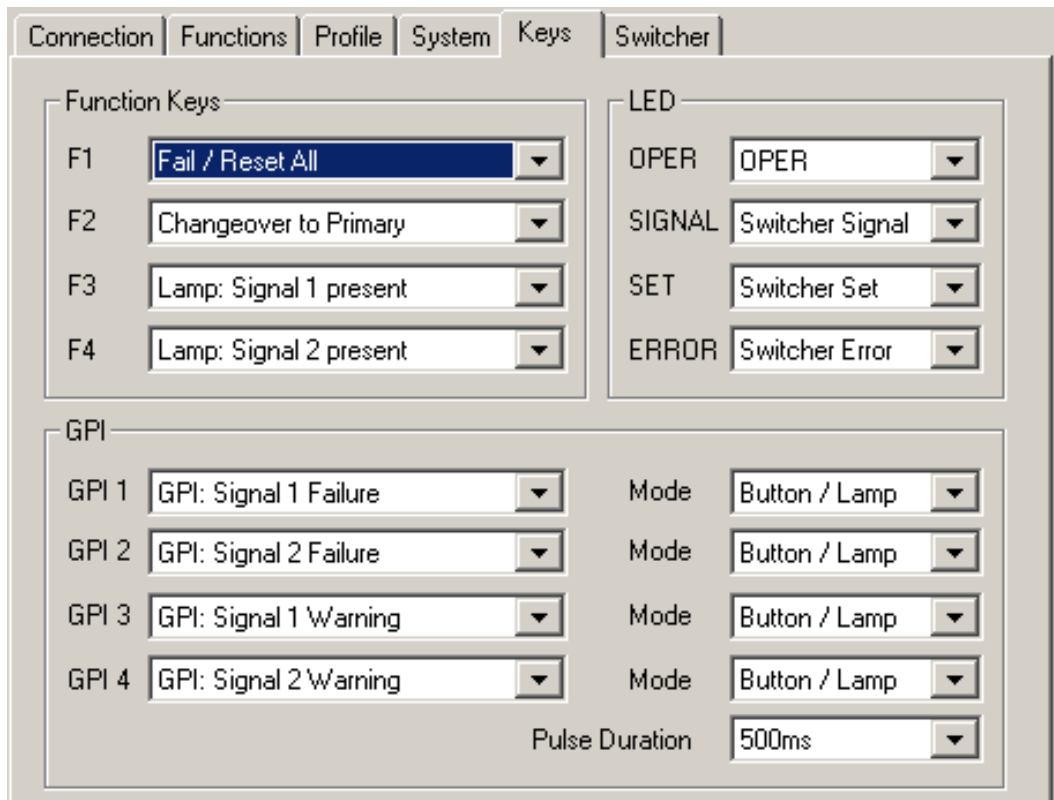 Connection Functions Profile System Keys Switcher
Function Keys
F1 Fail / Reset All
F2 Changeover to Primary
F3 Lamp: Signal 1 present
F4 Lamp: Signal 2 present
LED
OPER OPER
SIGNAL Switcher Signal
SET Switcher Set
ERROR Switcher Error
GPI
GPI 1 GPI: Signal 1 Failure Mode Button / Lamp
GPI 2 GPI: Signal 2 Failure Mode Button / Lamp
GPI 3 GPI: Signal 1 Warning Mode Button / Lamp
GPI 4 GPI: Signal 2 Warning Mode Button / Lamp
Pulse Duration 500ms